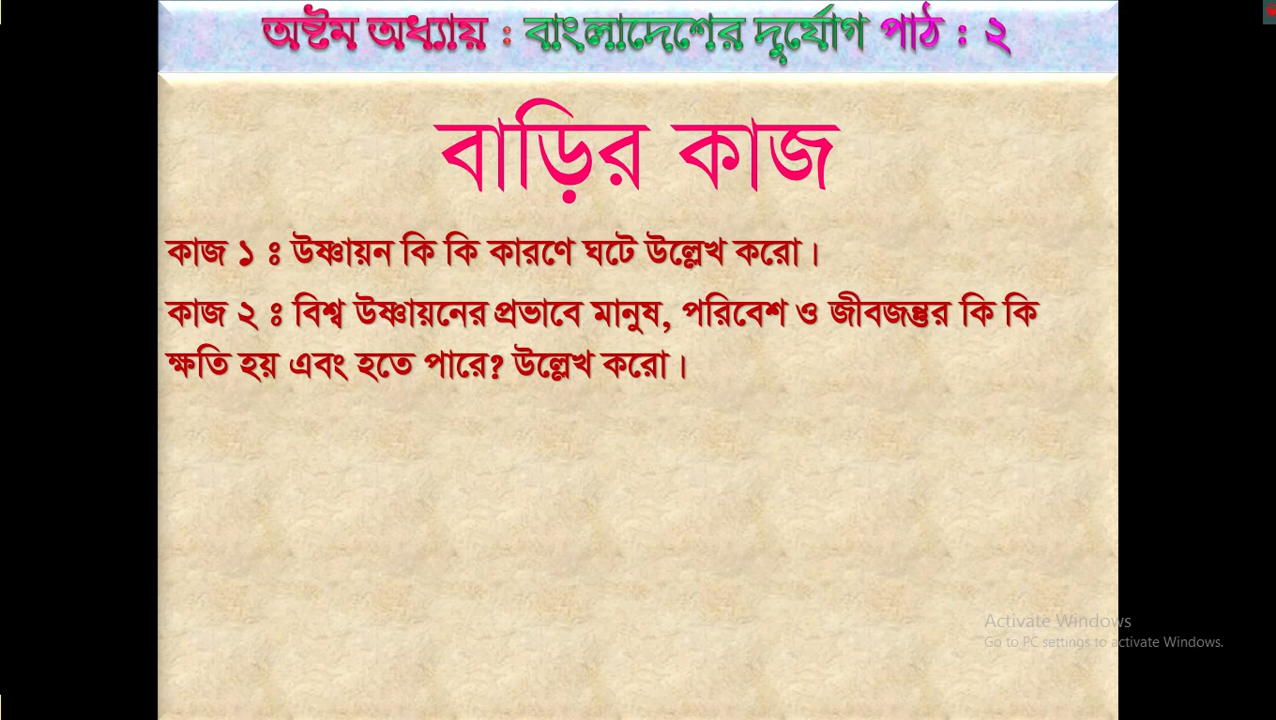 অষ্টম অধ্যায় : বাংলাদেশের দুর্যোগ পাঠ : ২
বাড়ির কাজ
কাজ ১ ঃ উষ্ণায়ন কি কি কারণে ঘটে উল্লেখ করো।
কাজ ২ ঃ বিশ্ব উষ্ণায়নের প্রভাবে মানুষ, পরিবেশ ও জীবজন্তুর কি কি
ক্ষতি হয় এবং হতে পারে? উল্লেখ করো।
Activate Windows
Go to PC settings to activate Windows.